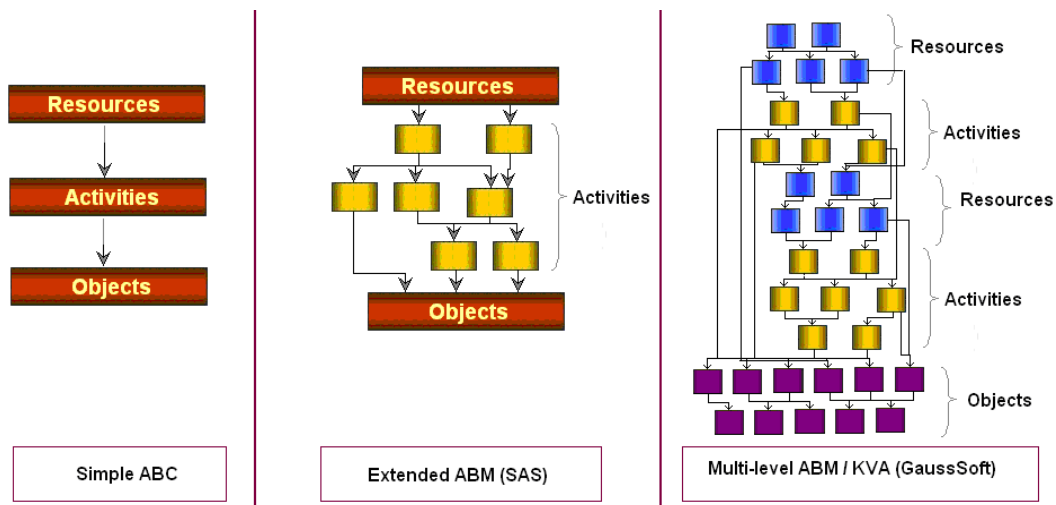 Resources
Activities
Objects
Simple ABC
Resources
Activities
Objects
Extended ABM (SAS)
Resources
Activities
Resources
Activities
Objects
Multi-level ABM / KVA (GaussSoft)